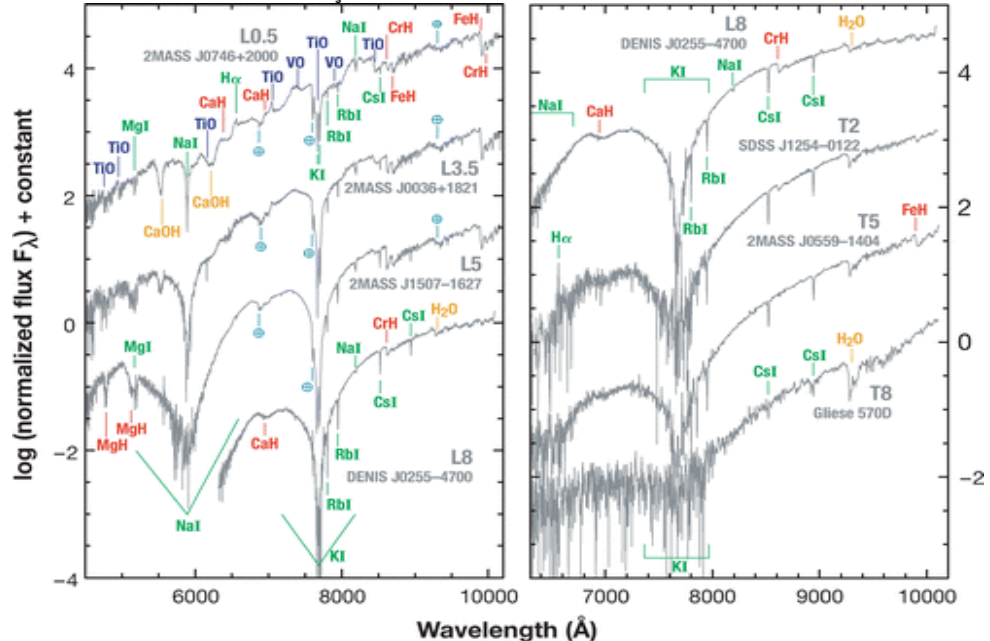 L0.5
2MASS J0746+2000
TiO
TiO
MgI
NaI
TiO
CaH
Hα
CaH
TiO
VO
TiO
VO
NaI
TiO
CrH
FeH
⊕
CrH
CsI
FeH
RbI
RbI
KI
⊕
⊕
⊕
CaOH
CaOH
L3.5
2MASS J0036+1821
⊕
⊕
⊕
L5
2MASS J1507−1627
⊕
⊕
MgI
MgH
MgH
NaI
CaH
NaI
CrH
CsI
H2O
CsI
RbI
RbI
KI
L8
DENIS J0255−4700
4
2
0
−2
−4
6000
8000
10000
log (normalized flux Fλ) + constant
L8
DENIS J0255−4700
H2O
CrH
NaI
KI
NaI
CaH
CsI
CsI
RbI
RbI
T2
SDSS J1254−0122
Hα
T5
2MASS J0559−1404
FeH
H2O
CsI
CsI
T8
Gliese 570D
KI
4
2
0
−2
7000
8000
9000
10000
Wavelength (Å)